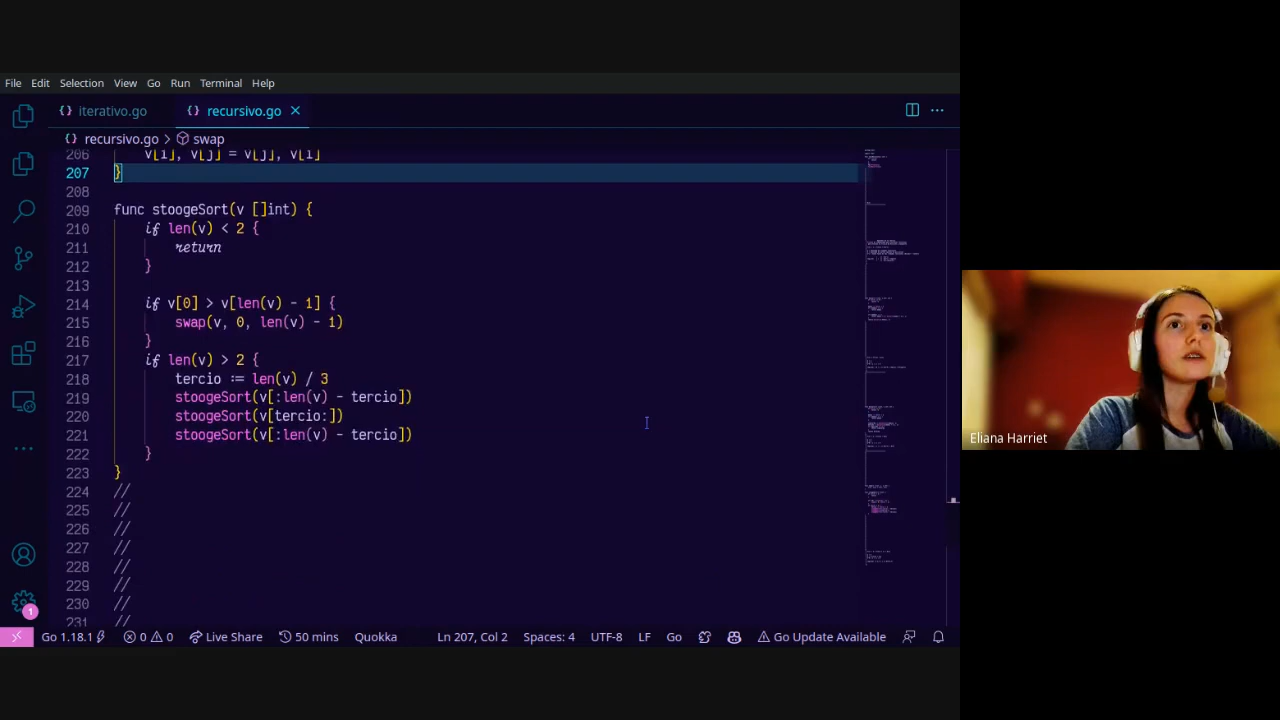 File Edit Selection View Go Run Terminal Help
iterativo.go recursivo.go
recursivo.go > swap
206 v[i], v[j] = v[j], v[i]
207 }
208
209 func stoogeSort(v []int) {
210 if len(v) < 2 {
211 return
212 }
213
214 if v[0] > v[len(v) - 1] {
215 swap(v, 0, len(v) - 1)
216 }
217 if len(v) > 2 {
218 tercio := len(v) / 3
219 stoogeSort(v[:len(v) - tercio])
220 stoogeSort(v[tercio:])
221 stoogeSort(v[:len(v) - tercio])
222 }
223 }
224 //
225 //
226 //
227 //
228 //
229 //
230 //
231 //
1
Go 1.18.1 0 0 Live Share 50 mins Quokka Ln 207, Col 2 Spaces: 4 UTF-8 LF Go Go Update Available
Eliana Harriet